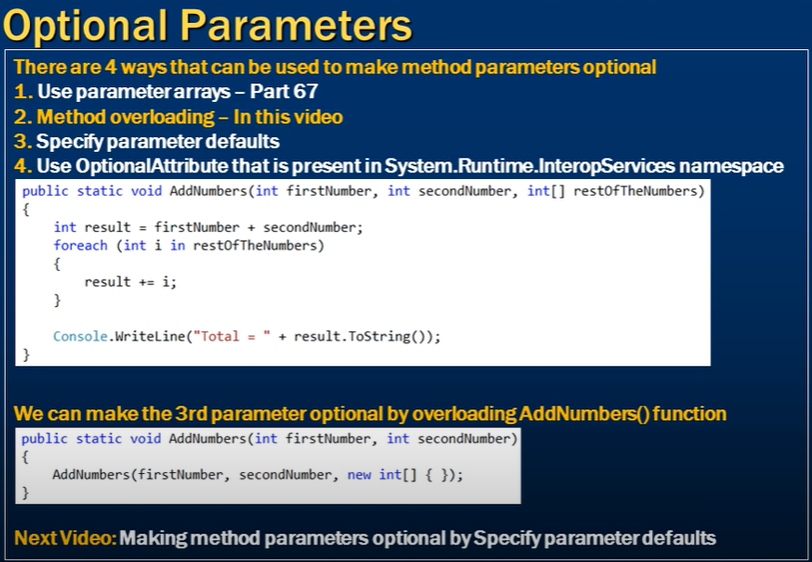 Optional Parameters
There are 4 ways that can be used to make method parameters optional
1. Use parameter arrays – Part 67
2. Method overloading – In this video
3. Specify parameter defaults
4. Use OptionalAttribute that is present in System.Runtime.InteropServices namespace
public static void AddNumbers(int firstNumber, int secondNumber, int[] restOfTheNumbers)
{
    int result = firstNumber + secondNumber;
    foreach (int i in restOfTheNumbers)
    {
        result += i;
    }
    Console.WriteLine("Total = " + result.ToString());
}
We can make the 3rd parameter optional by overloading AddNumbers() function
public static void AddNumbers(int firstNumber, int secondNumber)
{
    AddNumbers(firstNumber, secondNumber, new int[] { });
}
Next Video: Making method parameters optional by Specify parameter defaults